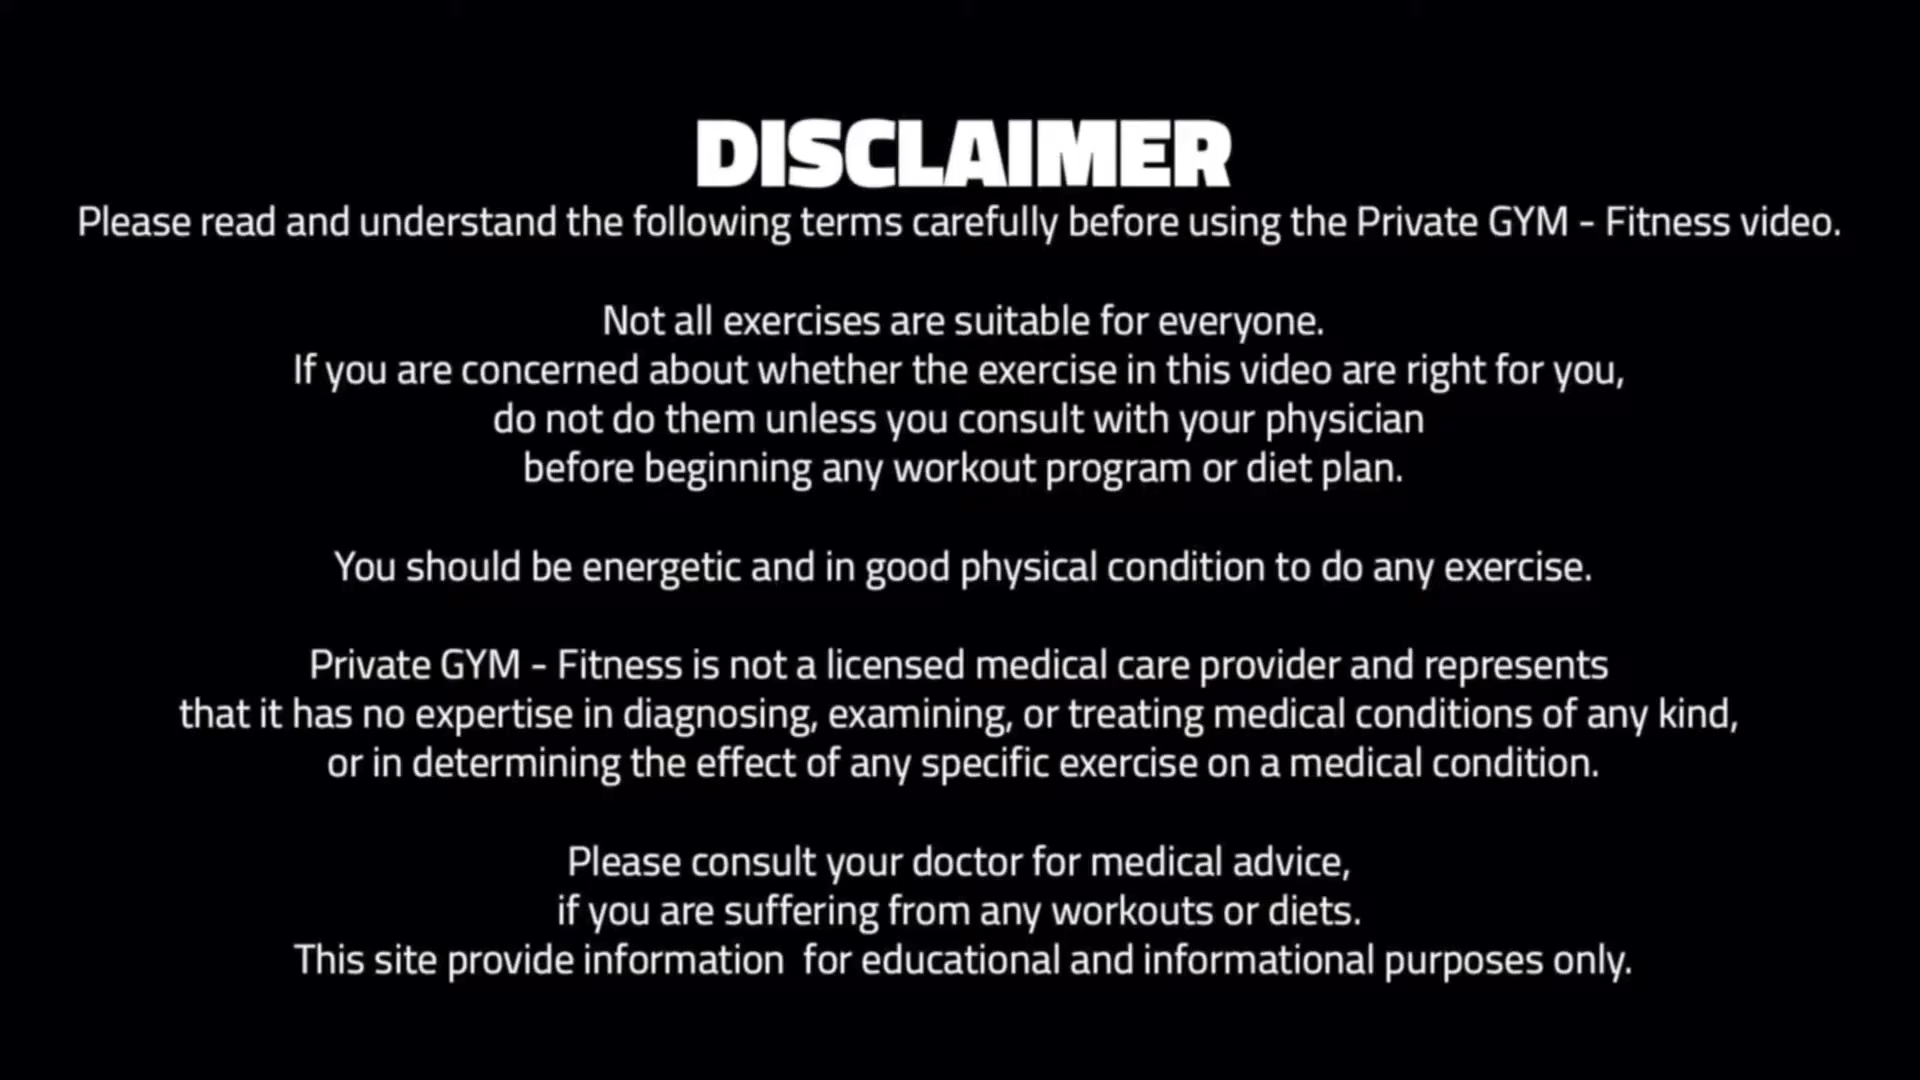 DISCLAIMER
Please read and understand the following terms carefully before using the Private GYM - Fitness video.
Not all exercises are suitable for everyone.
If you are concerned about whether the exercise in this video are right for you,
do not do them unless you consult with your physician
before beginning any workout program or diet plan.
You should be energetic and in good physical condition to do any exercise.
Private GYM - Fitness is not a licensed medical care provider and represents
that it has no expertise in diagnosing, examining, or treating medical conditions of any kind,
or in determining the effect of any specific exercise on a medical condition.
Please consult your doctor for medical advice,
if you are suffering from any workouts or diets.
This site provide information  for educational and informational purposes only.